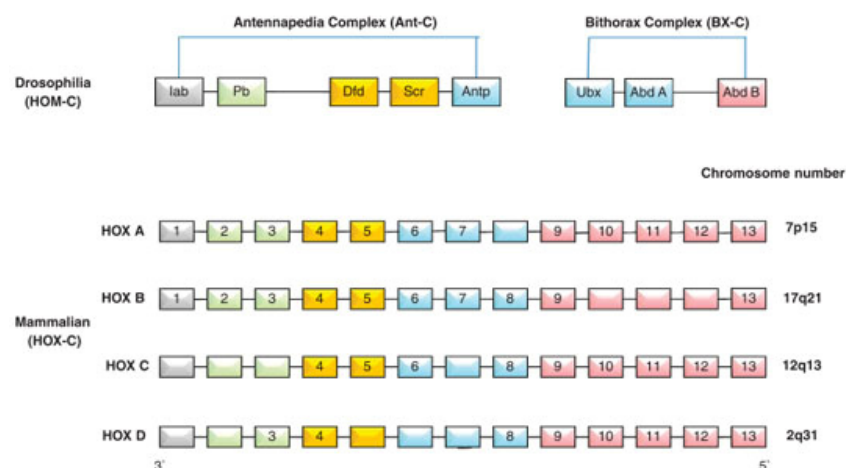 Antennapedia Complex (Ant-C) Bithorax Complex (BX-C)
Drosophilia
(HOM-C)
lab Pb Dfd Scr Antp Ubx Abd A Abd B
Chromosome number
HOX A 1 2 3 4 5 6 7 9 10 11 12 13 7p15
HOX B 1 2 3 4 5 6 7 8 9 13 17q21
Mammalian
(HOX-C)
HOX C 4 5 6 8 9 10 11 12 13 12q13
HOX D 3 4 8 9 10 11 12 13 2q31
3` 5`